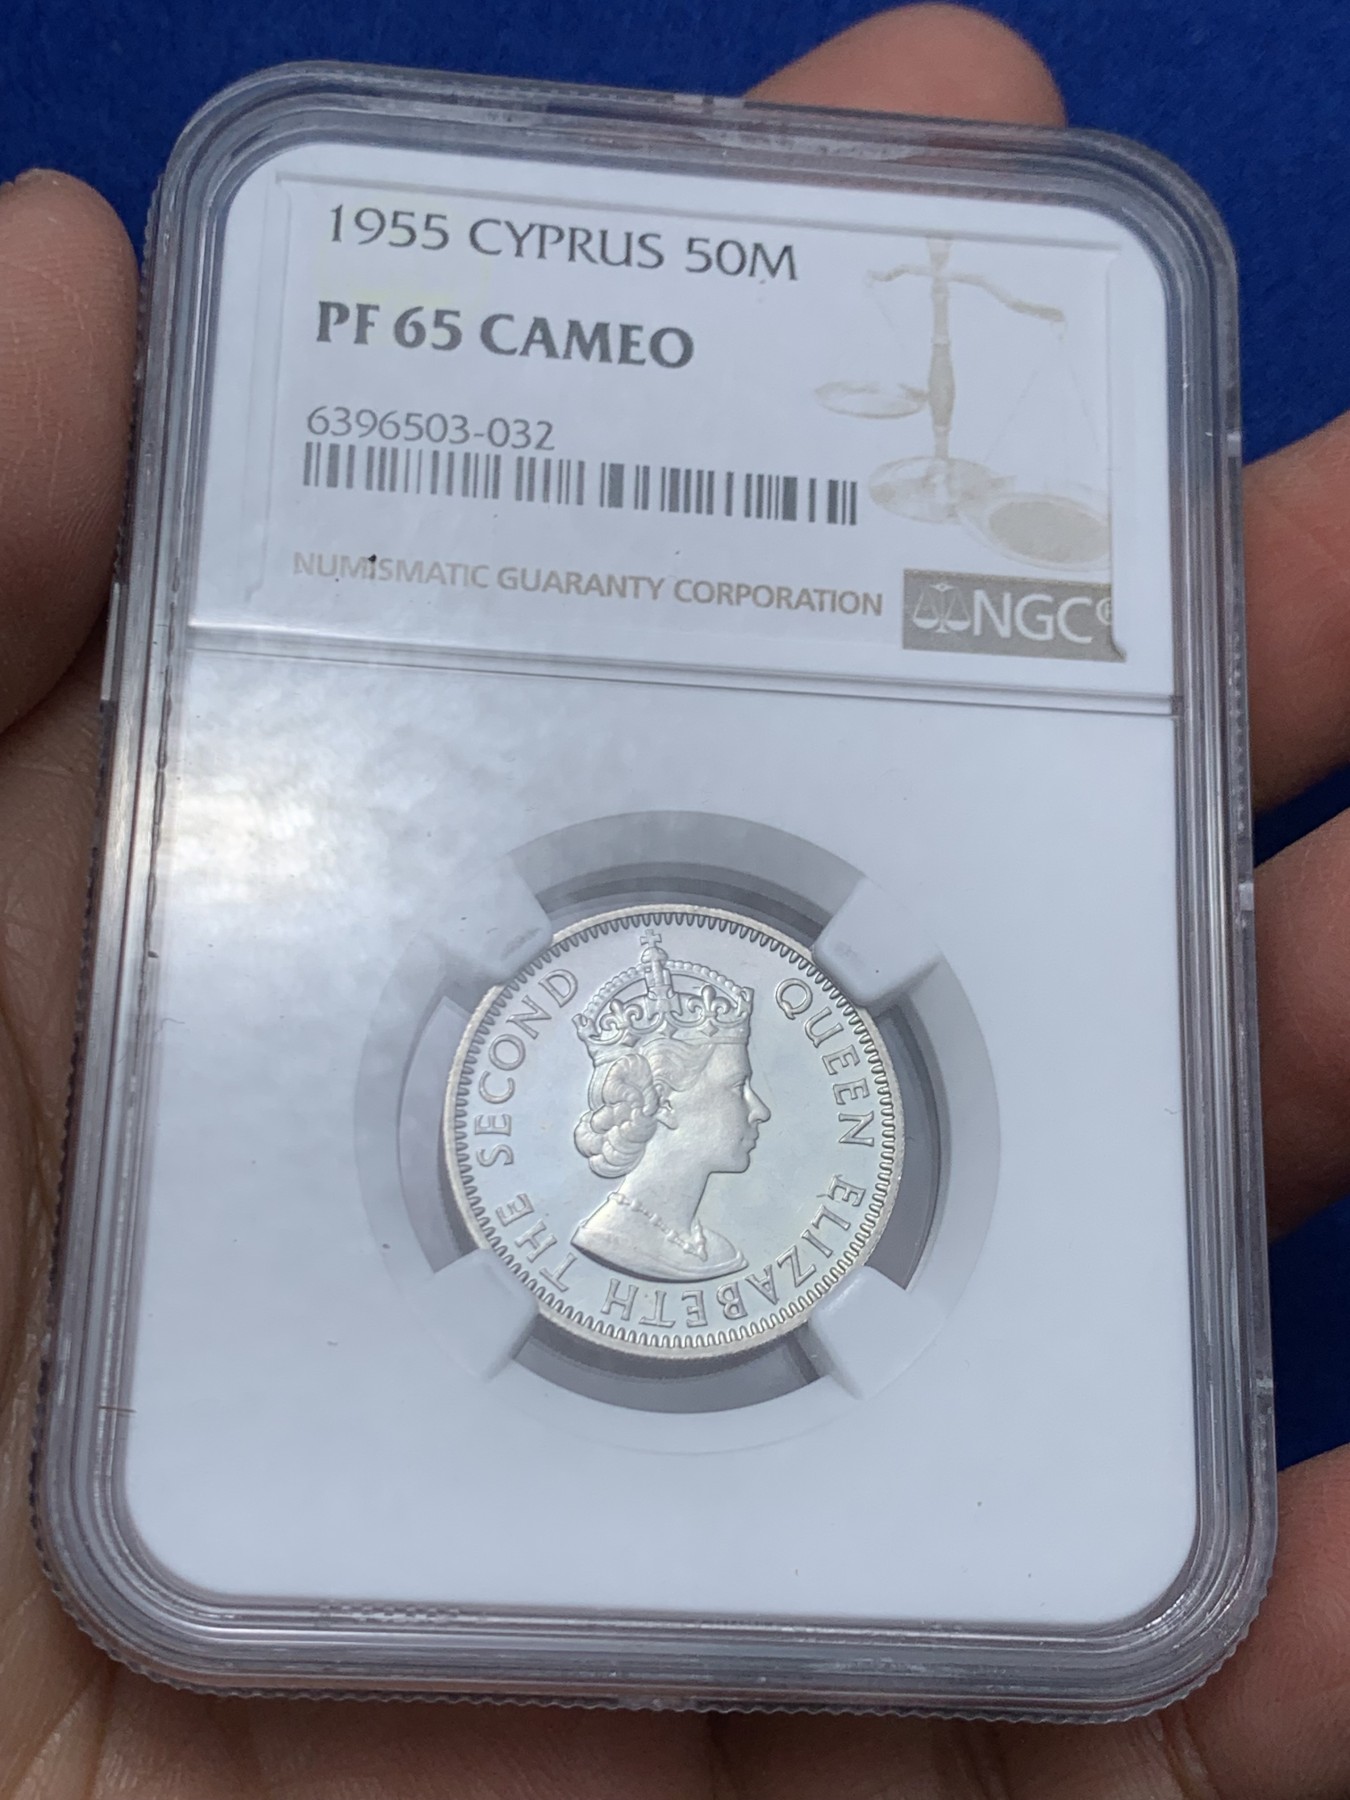 1955 CYPRUS 50M
PF 65 CAMEO
6396503-032
NUMISMATIC GUARANTY CORPORATION
NGC®
QUEEN ELIZABETH THE SECOND